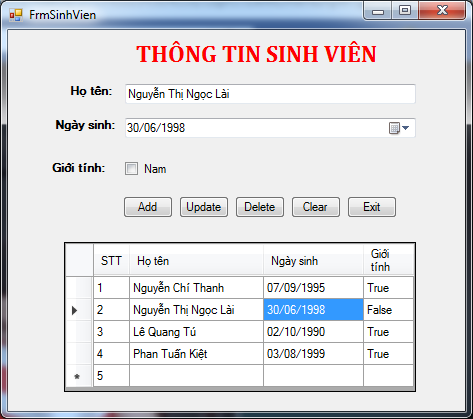 FrmSinhVien
THÔNG TIN SINH VIÊN
Họ tên: Nguyễn Thị Ngọc Lài
Ngày sinh: 30/06/1998
Giới tính: Nam
Add Update Delete Clear Exit
STT Họ tên Ngày sinh Giới tính
1 Nguyễn Chí Thanh 07/09/1995 True
2 Nguyễn Thị Ngọc Lài 30/06/1998 False
3 Lê Quang Tú 02/10/1990 True
4 Phan Tuấn Kiệt 03/08/1999 True
* 5